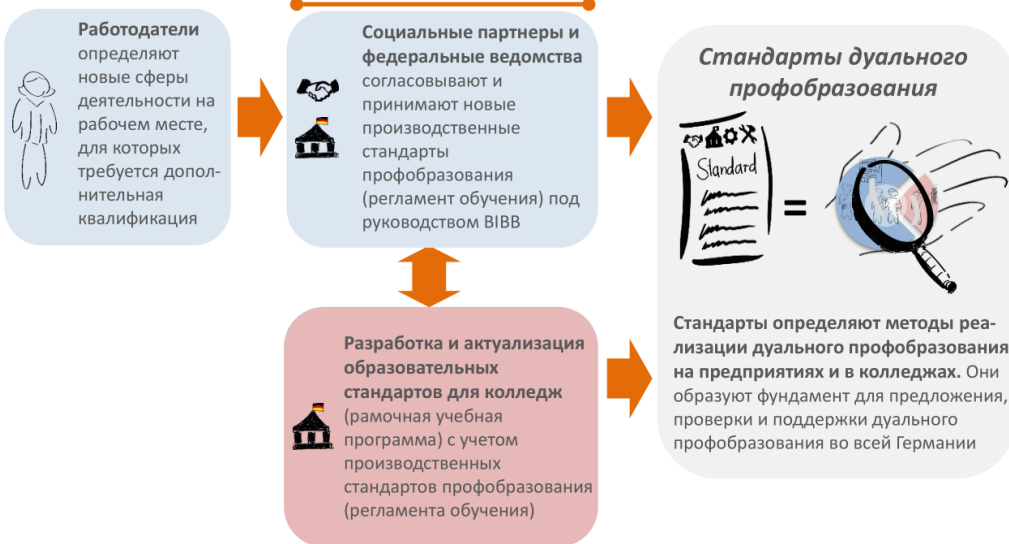 Работодатели
определяют
новые сферы
деятельности на
рабочем месте,
для которых
требуется допол-
нительная
квалификация
Социальные партнеры и
федеральные ведомства
согласовывают и
принимают новые
производственные
стандарты
профобразования
(регламент обучения) под
руководством BIBB
Разработка и актуализация
образовательных
стандартов для колледж
(рамочная учебная
программа) с учетом
производственных
стандартов профобразования
(регламента обучения)
Стандарты дуального
профобразования
Standard
=
Стандарты определяют методы реа-
лизации дуального профобразования
на предприятиях и в колледжах. Они
образуют фундамент для предложения,
проверки и поддержки дуального
профобразования во всей Германии